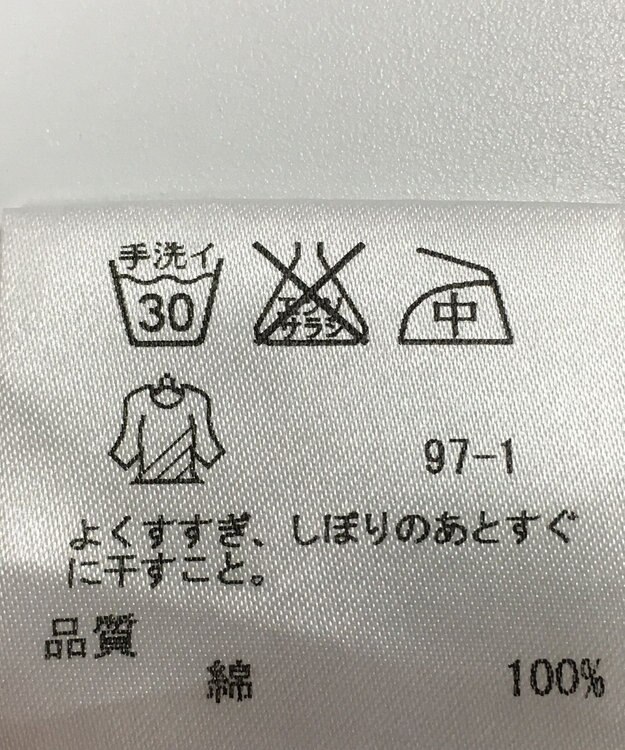 手洗イ
30
エンソ
サラシ
中
97-1
よくすすぎ、しぼりのあとすぐ
に干すこと。
品質
綿 100%